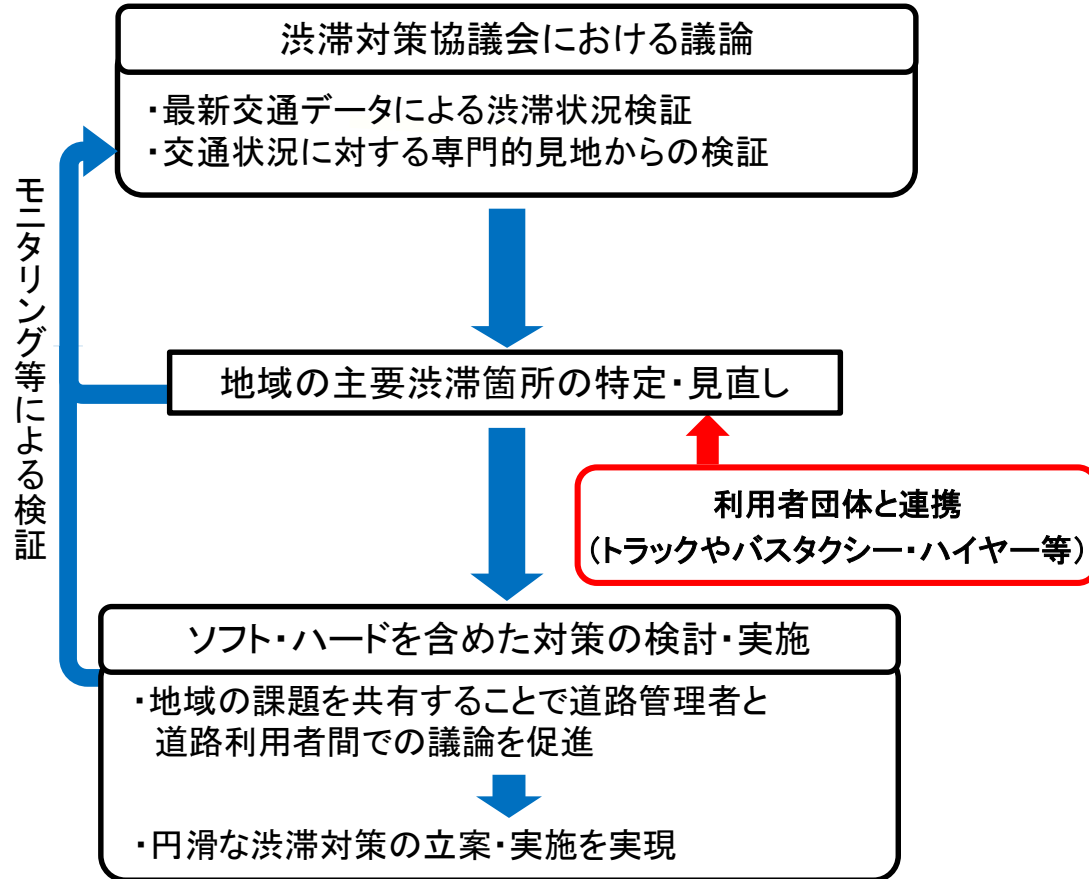 渋滞対策協議会における議論
・最新交通データによる渋滞状況検証
・交通状況に対する専門的見地からの検証
モニタリング等による検証
地域の主要渋滞箇所の特定・見直し
利用者団体と連携
(トラックやバスタクシー・ハイヤー等)
ソフト・ハードを含めた対策の検討・実施
・地域の課題を共有することで道路管理者と
道路利用者間での議論を促進
・円滑な渋滞対策の立案・実施を実現